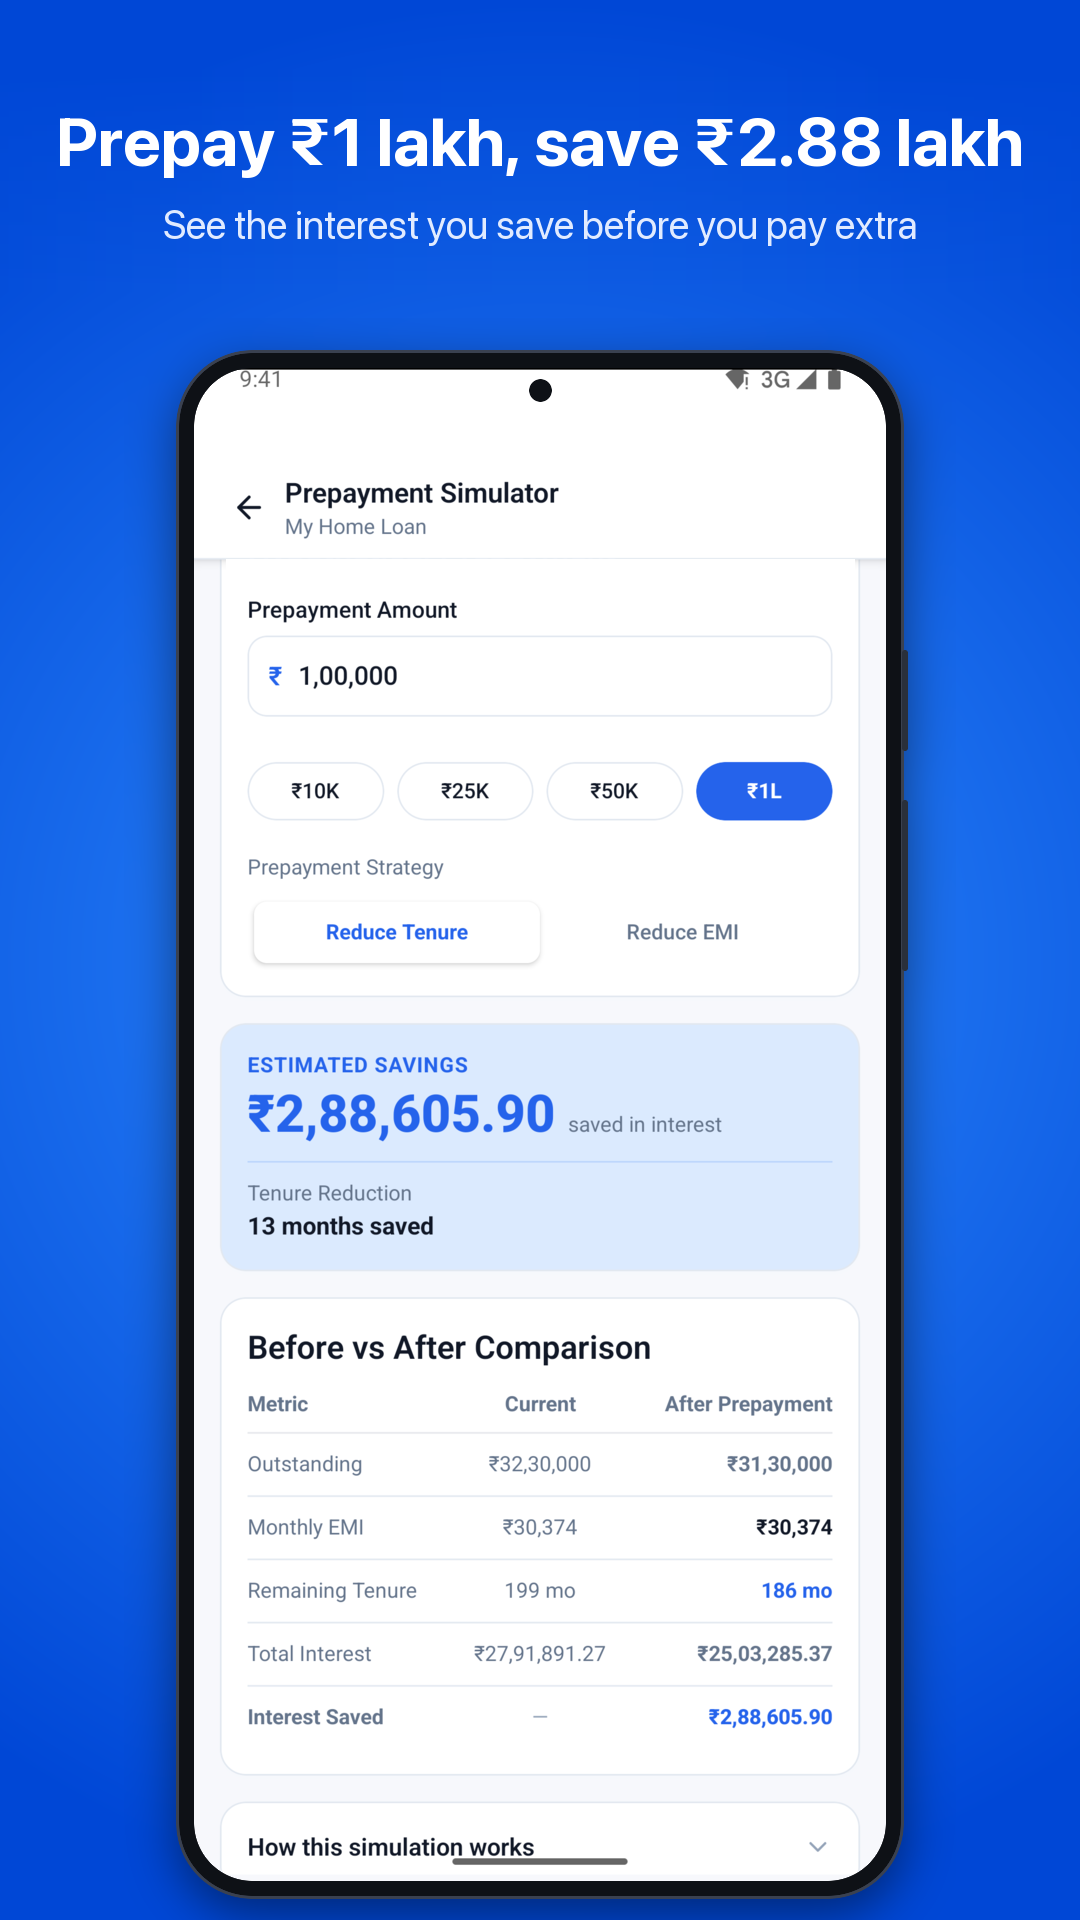 Prepay ₹1 lakh, save ₹2.88 lakh
See the interest you save before you pay extra
9:41 3G
Prepayment Simulator
My Home Loan
Prepayment Amount
₹ 1,00,000
₹10K ₹25K ₹50K ₹1L
Prepayment Strategy
Reduce Tenure Reduce EMI
ESTIMATED SAVINGS
₹2,88,605.90 saved in interest
Tenure Reduction
13 months saved
Before vs After Comparison
Metric Current After Prepayment
Outstanding ₹32,30,000 ₹31,30,000
Monthly EMI ₹30,374 ₹30,374
Remaining Tenure 199 mo 186 mo
Total Interest ₹27,91,891.27 ₹25,03,285.37
Interest Saved — ₹2,88,605.90
How this simulation works